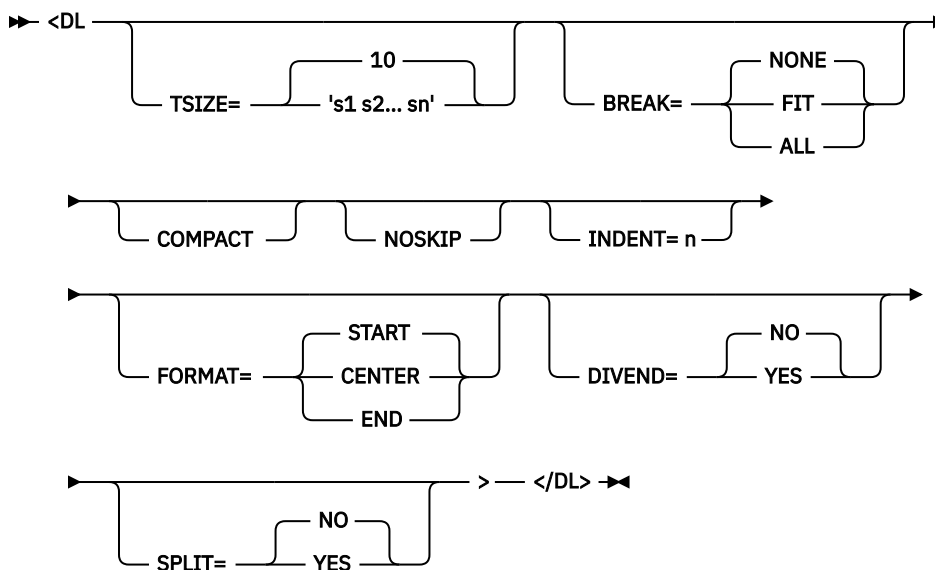 <DL
10
NONE
TSIZE= 's1 s2... sn' BREAK= FIT
ALL
COMPACT NOSKIP INDENT= n
START NO
FORMAT= CENTER DIVEND= YES
END
> </DL>
NO
SPLIT= YES